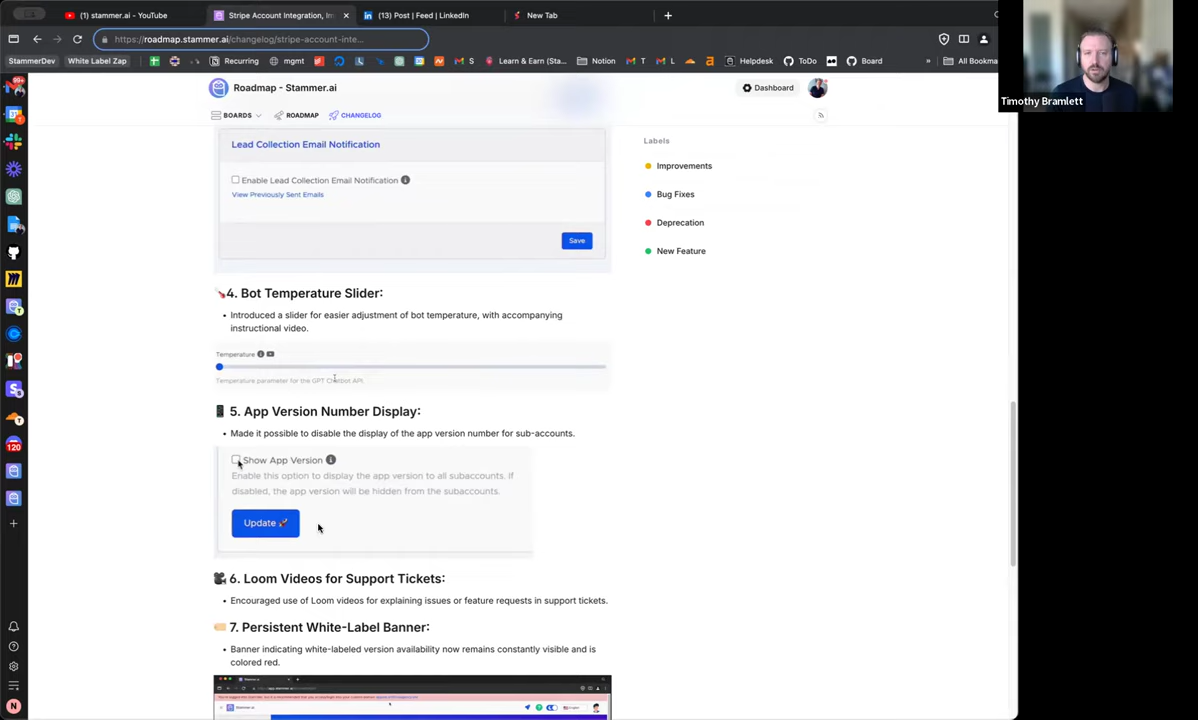 (1) stammer.ai - YouTube
Stripe Account Integration, Im
(13) Post | Feed | LinkedIn
New Tab
https://roadmap.stammer.ai/changelog/stripe-account-inte...
StammerDev
White Label Zap
Recurring
mgmt
S
Learn & Earn (Sta...
Notion
T
L
Helpdesk
ToDo
Board
»
All Bookma
Timothy Bramlett
99+
Roadmap - Stammer.ai
Dashboard
BOARDS
ROADMAP
CHANGELOG
Labels
Improvements
Bug Fixes
Deprecation
New Feature
Lead Collection Email Notification
Enable Lead Collection Email Notification
View Previously Sent Emails
Save
4. Bot Temperature Slider:
• Introduced a slider for easier adjustment of bot temperature, with accompanying
instructional video.
Temperature
Temperature parameter for the GPT Chatbot API.
5. App Version Number Display:
• Made it possible to disable the display of the app version number for sub-accounts.
Show App Version
Enable this option to display the app version to all subaccounts. If
disabled, the app version will be hidden from the subaccounts.
Update
6. Loom Videos for Support Tickets:
• Encouraged use of Loom videos for explaining issues or feature requests in support tickets.
7. Persistent White-Label Banner:
• Banner indicating white-labeled version availability now remains constantly visible and is
colored red.
Stammer.ai
120
N